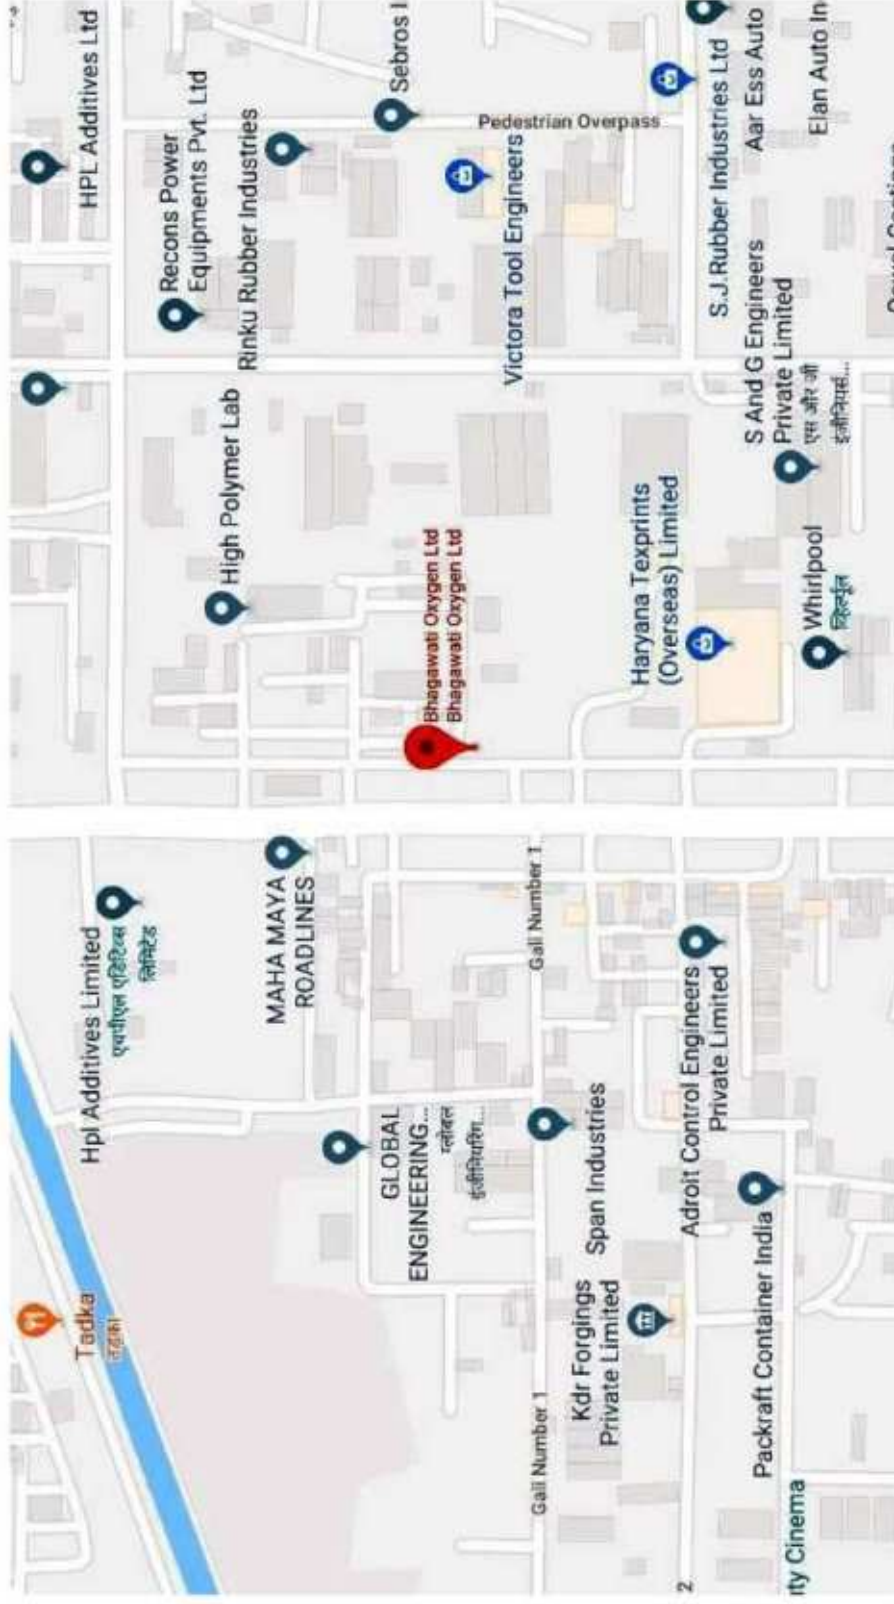 Tadka
तड़का
Hpl Additives Limited
एचपीएल एडिटिव्स
लिमिटेड
MAHA MAYA
ROADLINES
GLOBAL
ENGINEERING...
ग्लोबल
इंजीनियरिंग...
Gali Number 1
Gali Number 1
Span Industries
Kdr Forgings
Private Limited
Adroit Control Engineers
Private Limited
Packraft Container India
2
ity Cinema
HPL Additives Ltd
Recons Power
Equipments Pvt. Ltd
Rinku Rubber Industries
Sebros I
Pedestrian Overpass
High Polymer Lab
Bhagawati Oxygen Ltd
Bhagawati Oxygen Ltd
Victora Tool Engineers
Haryana Texprints
(Overseas) Limited
S.J.Rubber Industries Ltd
Aar Ess Auto
Elan Auto In
S And G Engineers
Private Limited
एस और जी
इंजीनियर्स...
Whirlpool
व्हिर्लपूल